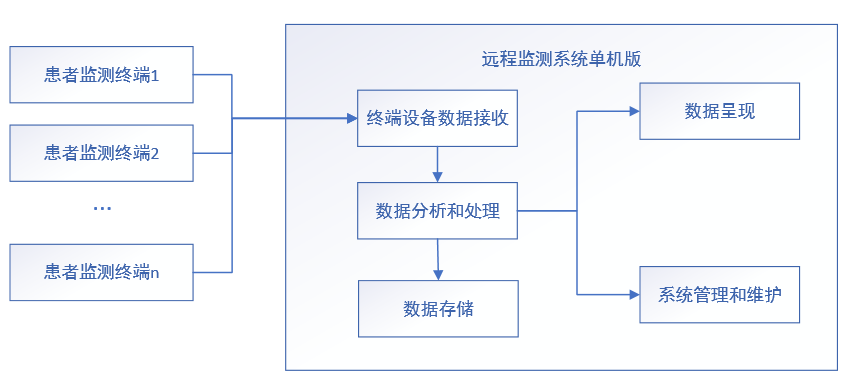 远程监测系统单机版
患者监测终端1
患者监测终端2
...
患者监测终端n
终端设备数据接收
数据分析和处理
数据存储
数据呈现
系统管理和维护